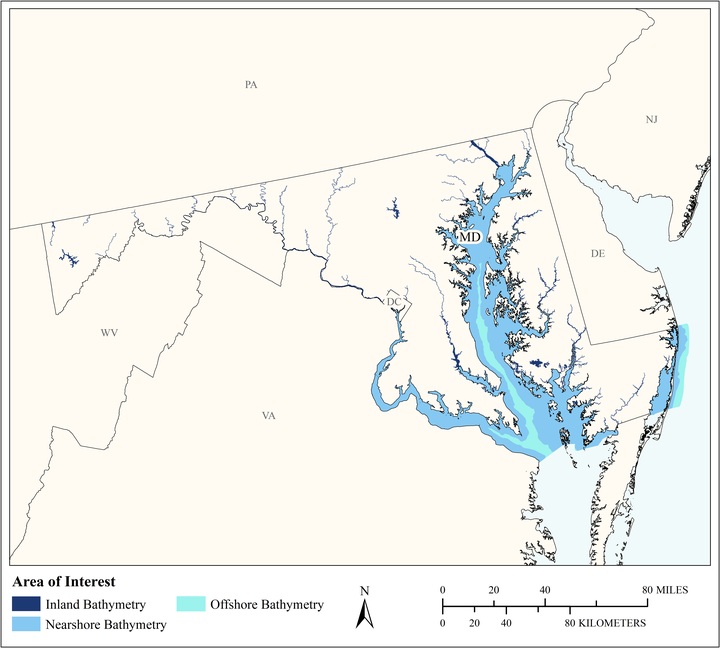 PA
NJ
MD
DE
DC
WV
VA
Area of Interest
Inland Bathymetry
Offshore Bathymetry
Nearshore Bathymetry
N
0 20 40 80 MILES
0 20 40 80 KILOMETERS